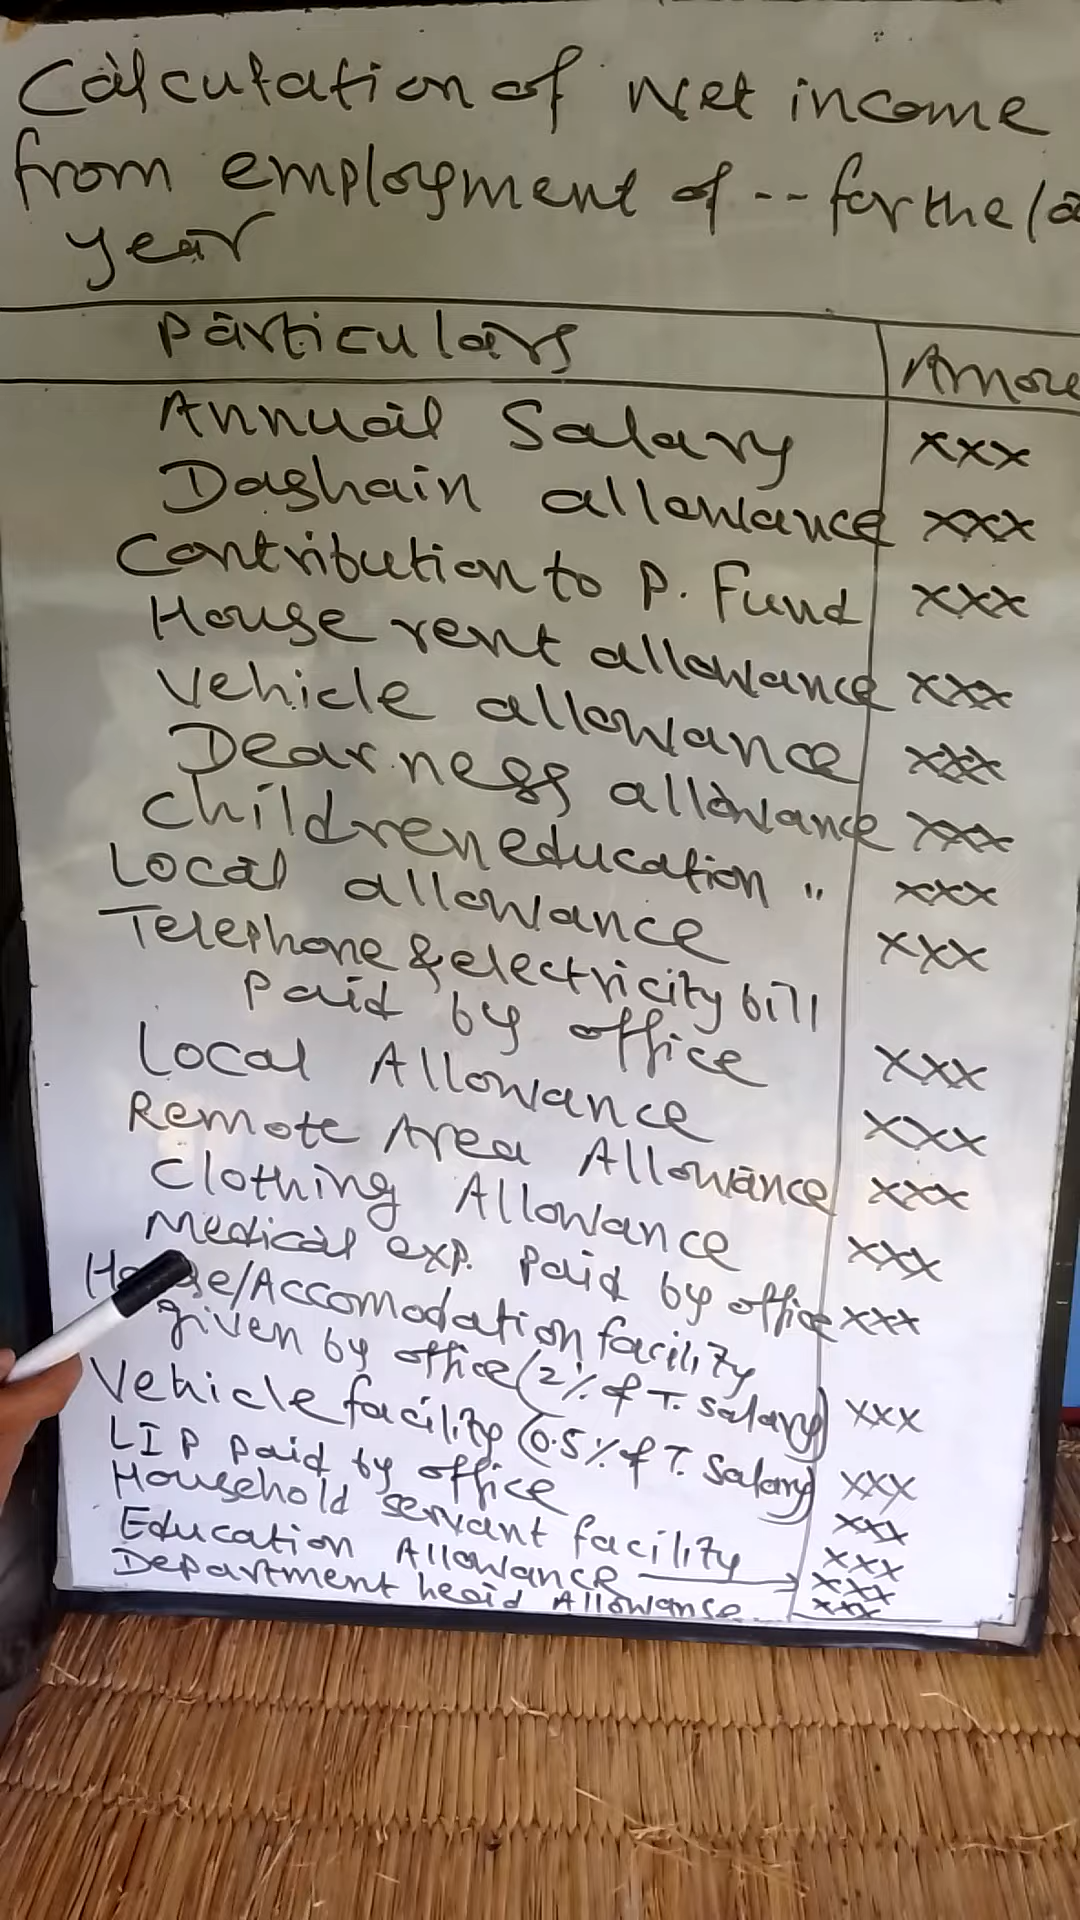 Calculation of Net income
from employment of -- for the
year
Particulars
Annual Salary xxx
Dashain allowance xxx
Contribution to P. Fund xxx
House rent allowance xxx
Vehicle allowance xxx
Dearness allowance xxx
Children education " xxx
Local allowance xxx
Telephone & electricity bill
paid by office xxx
Local Allowance xxx
Remote Area Allowance xxx
Clothing Allowance xxx
Medical exp. paid by office xxx
House/Accomodation facility
given by office (2% of T. Salary) xxx
Vehicle facility (0.5% of T. Salary) xxx
LIP paid by office xxx
Household servant facility xxx
Education Allowance xxx
Department head Allowance xxx